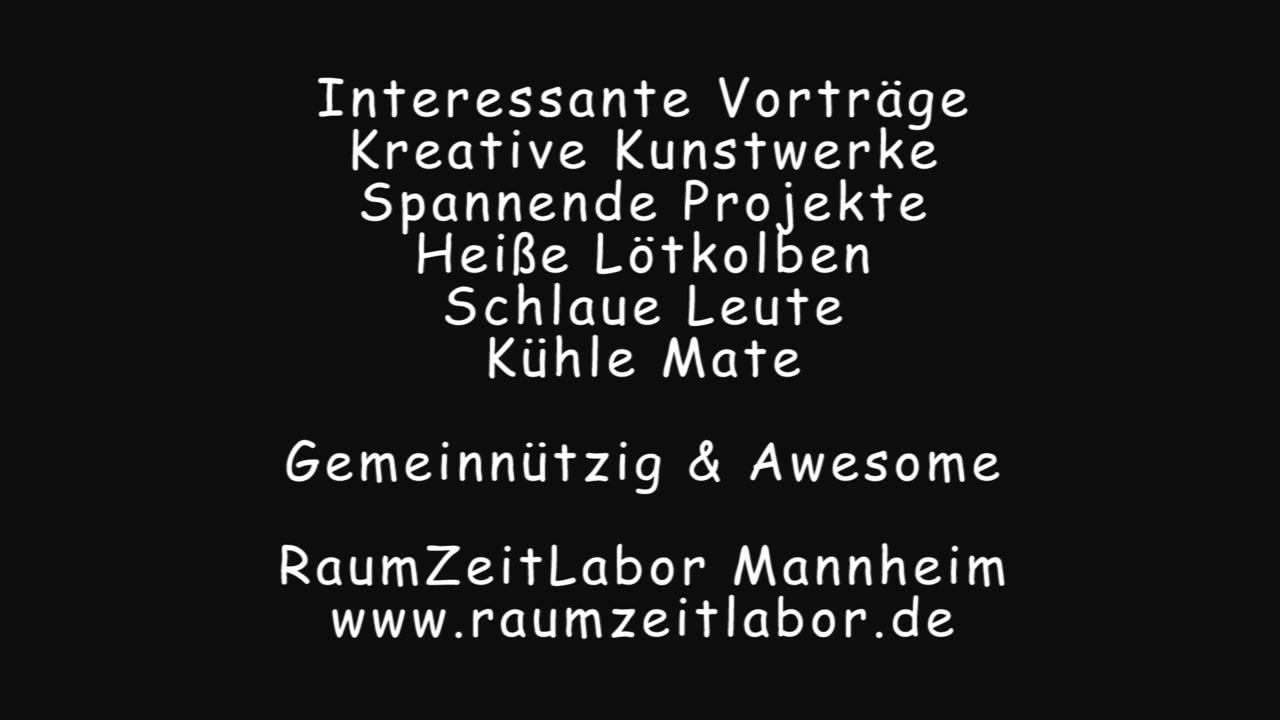 Interessante Vorträge
Kreative Kunstwerke
Spannende Projekte
Heiße Lötkolben
Schlaue Leute
Kühle Mate
Gemeinnützig & Awesome
RaumZeitLabor Mannheim
www.raumzeitlabor.de